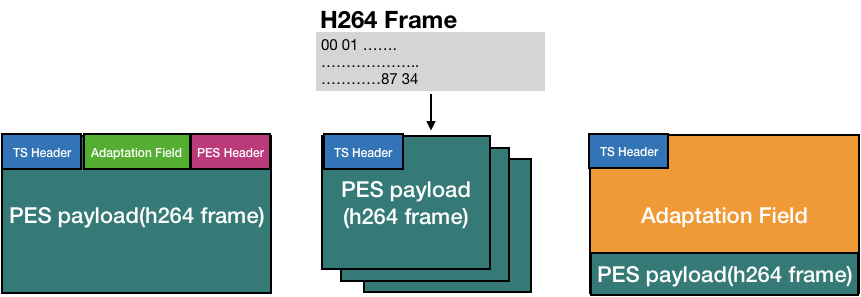 H264 Frame
00 01 …….
………………..
…………87 34
TS Header
Adaptation Field
PES Header
PES payload(h264 frame)
TS Header
PES payload
(h264 frame)
TS Header
Adaptation Field
PES payload(h264 frame)